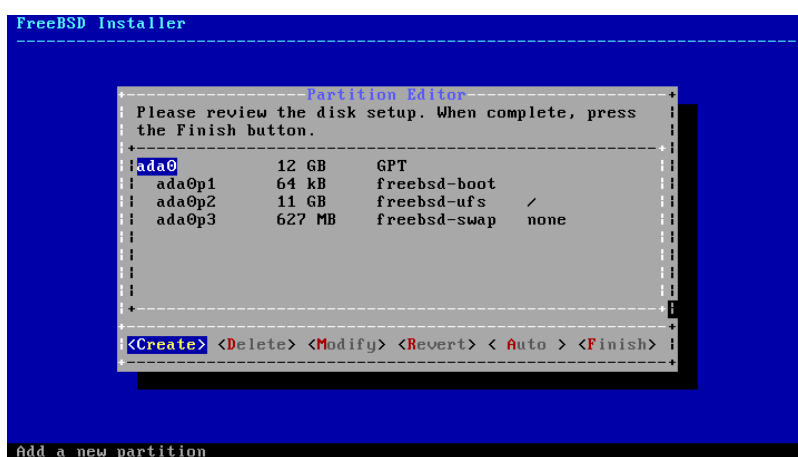 FreeBSD Installer
Partition Editor
Please review the disk setup. When complete, press
the Finish button.
ada0 12 GB GPT
ada0p1 64 kB freebsd-boot
ada0p2 11 GB freebsd-ufs /
ada0p3 627 MB freebsd-swap none
<Create> <Delete> <Modify> <Revert> < Auto > <Finish>
Add a new partition